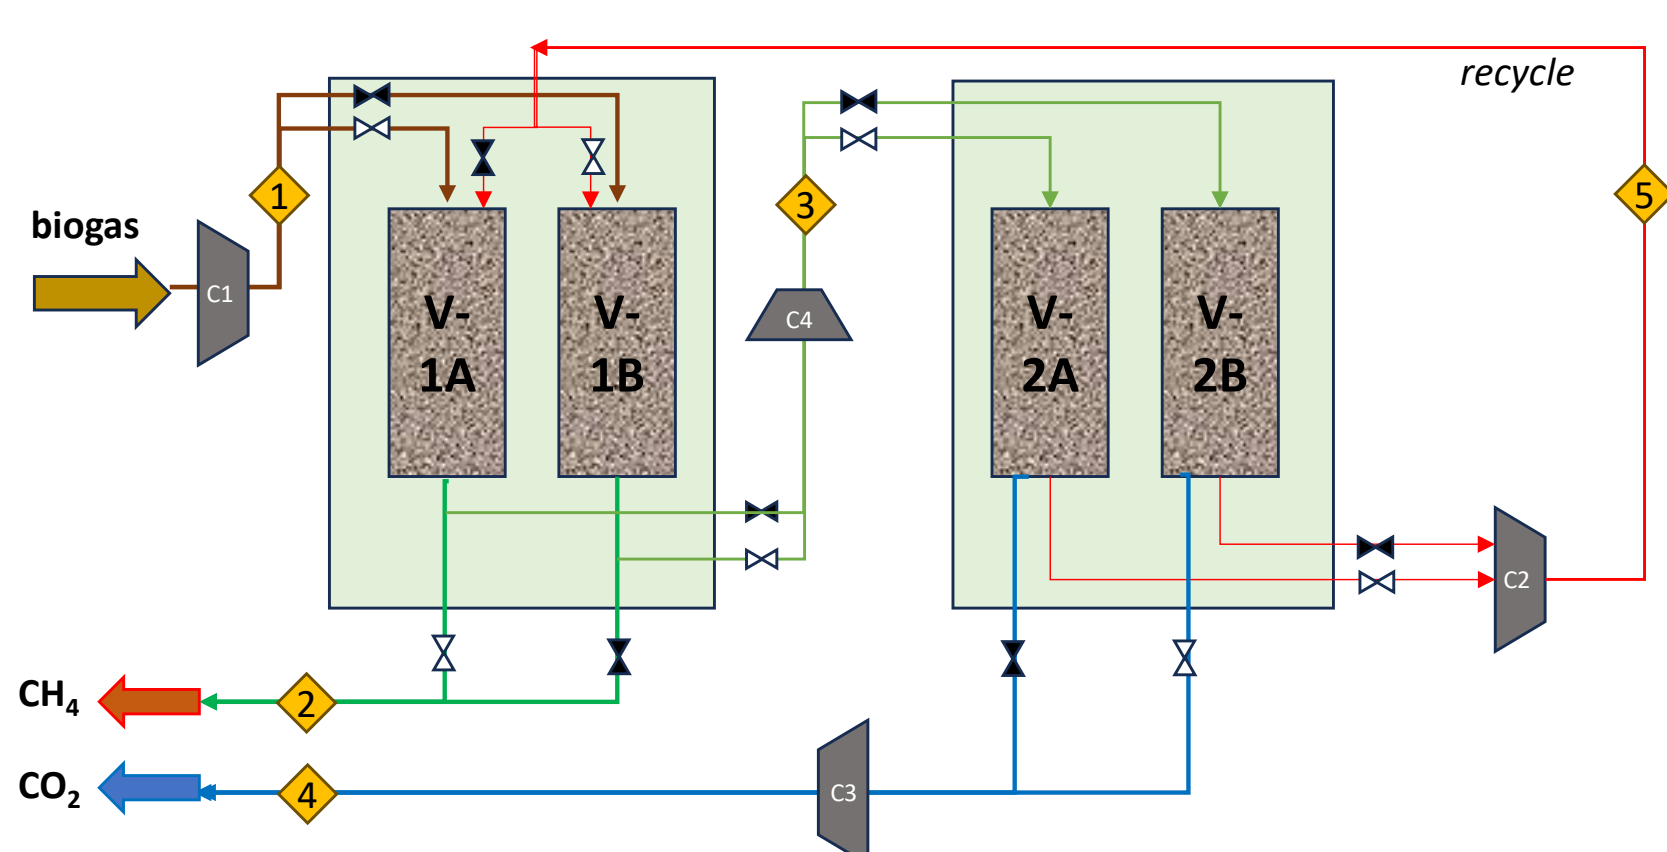 recycle
1
3
5
biogas
C1
V-
1A
V-
1B
C4
V-
2A
V-
2B
C2
CH₄
2
CO₂
4
C3